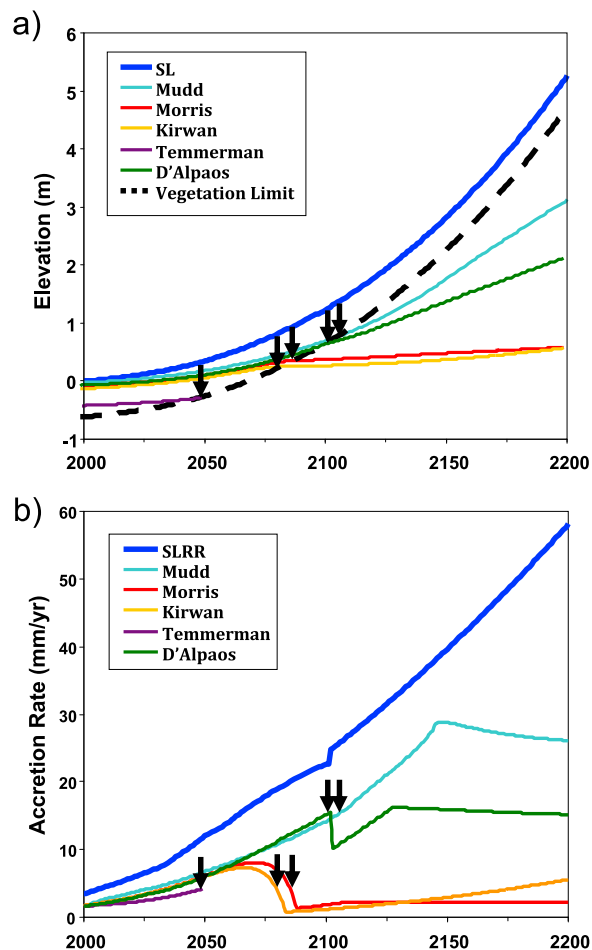 a)
6
5
4
3
2
1
0
-1
Elevation (m)
SL
Mudd
Morris
Kirwan
Temmerman
D'Alpaos
Vegetation Limit
2000 2050 2100 2150 2200
b)
60
50
40
30
20
10
0
Accretion Rate (mm/yr)
SLRR
Mudd
Morris
Kirwan
Temmerman
D'Alpaos
2000 2050 2100 2150 2200